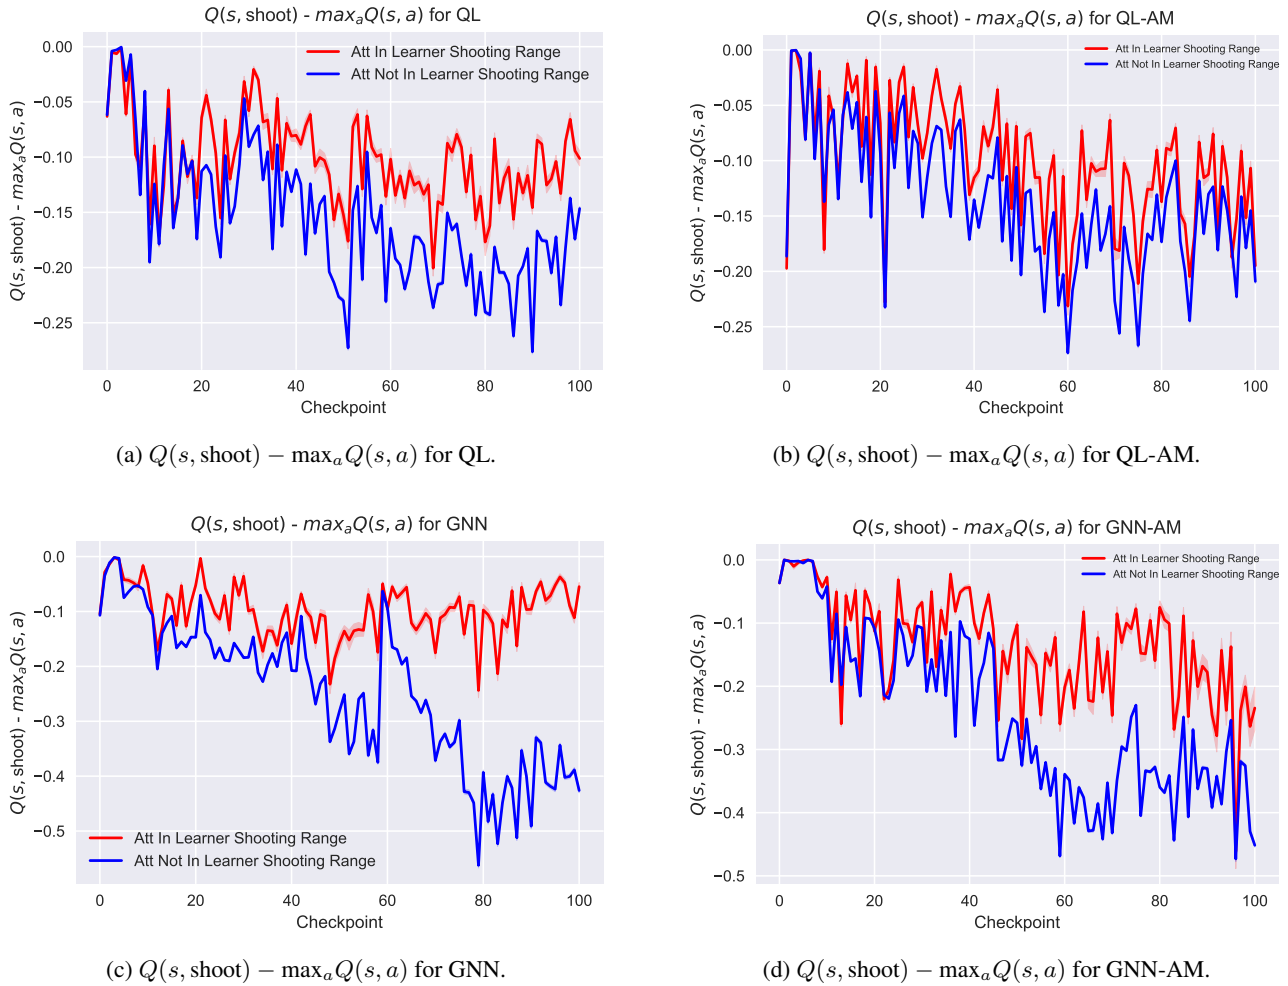 Q(s, shoot) - max_aQ(s, a) for QL
Q(s, shoot) - max_aQ(s, a)
0.00
−0.05
−0.10
−0.15
−0.20
−0.25
Att In Learner Shooting Range
Att Not In Learner Shooting Range
0 20 40 60 80 100
Checkpoint
(a) Q(s, shoot) − max_a Q(s, a) for QL.
Q(s, shoot) - max_aQ(s, a) for QL-AM
Q(s, shoot) - max_aQ(s, a)
0.00
−0.05
−0.10
−0.15
−0.20
−0.25
Att In Learner Shooting Range
Att Not In Learner Shooting Range
0 20 40 60 80 100
Checkpoint
(b) Q(s, shoot) − max_a Q(s, a) for QL-AM.
Q(s, shoot) - max_aQ(s, a) for GNN
Q(s, shoot) - max_aQ(s, a)
0.0
−0.1
−0.2
−0.3
−0.4
−0.5
Att In Learner Shooting Range
Att Not In Learner Shooting Range
0 20 40 60 80 100
Checkpoint
(c) Q(s, shoot) − max_a Q(s, a) for GNN.
Q(s, shoot) - max_aQ(s, a) for GNN-AM
Q(s, shoot) - max_aQ(s, a)
0.0
−0.1
−0.2
−0.3
−0.4
−0.5
Att In Learner Shooting Range
Att Not In Learner Shooting Range
0 20 40 60 80 100
Checkpoint
(d) Q(s, shoot) − max_a Q(s, a) for GNN-AM.